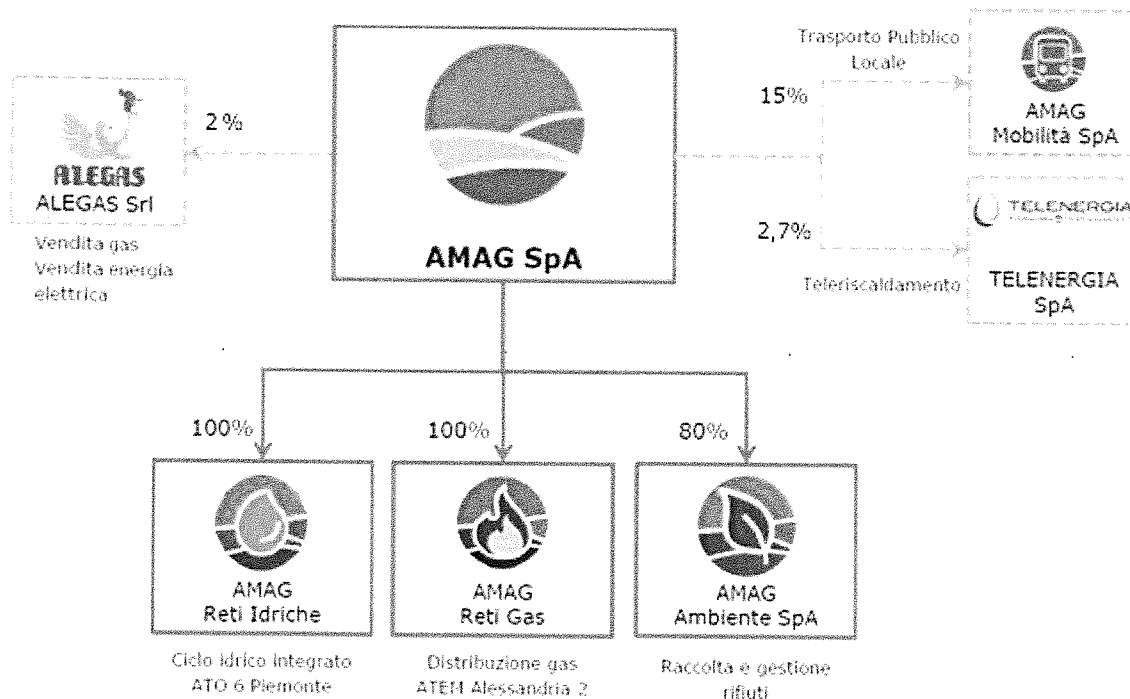 Trasporto Pubblico
Locale
15%
AMAG
Mobilità SpA
2%
ALEGAS
ALEGAS Srl
Vendita gas
Vendita energia
elettrica
AMAG SpA
TELENERGIA
2,7%
Teleriscaldamento
TELENERGIA
SpA
100%
100%
80%
AMAG
Reti Idriche
AMAG
Reti Gas
AMAG
Ambiente SpA
Ciclo idrico integrato
ATO 6 Piemonte
Distribuzione gas
ATEM Alessandria 2
Raccolta e gestione
rifiuti